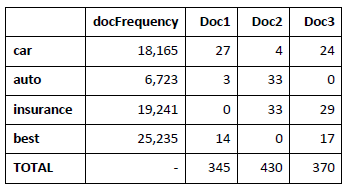 docFrequency Doc1 Doc2 Doc3
car 18,165 27 4 24
auto 6,723 3 33 0
insurance 19,241 0 33 29
best 25,235 14 0 17
TOTAL - 345 430 370